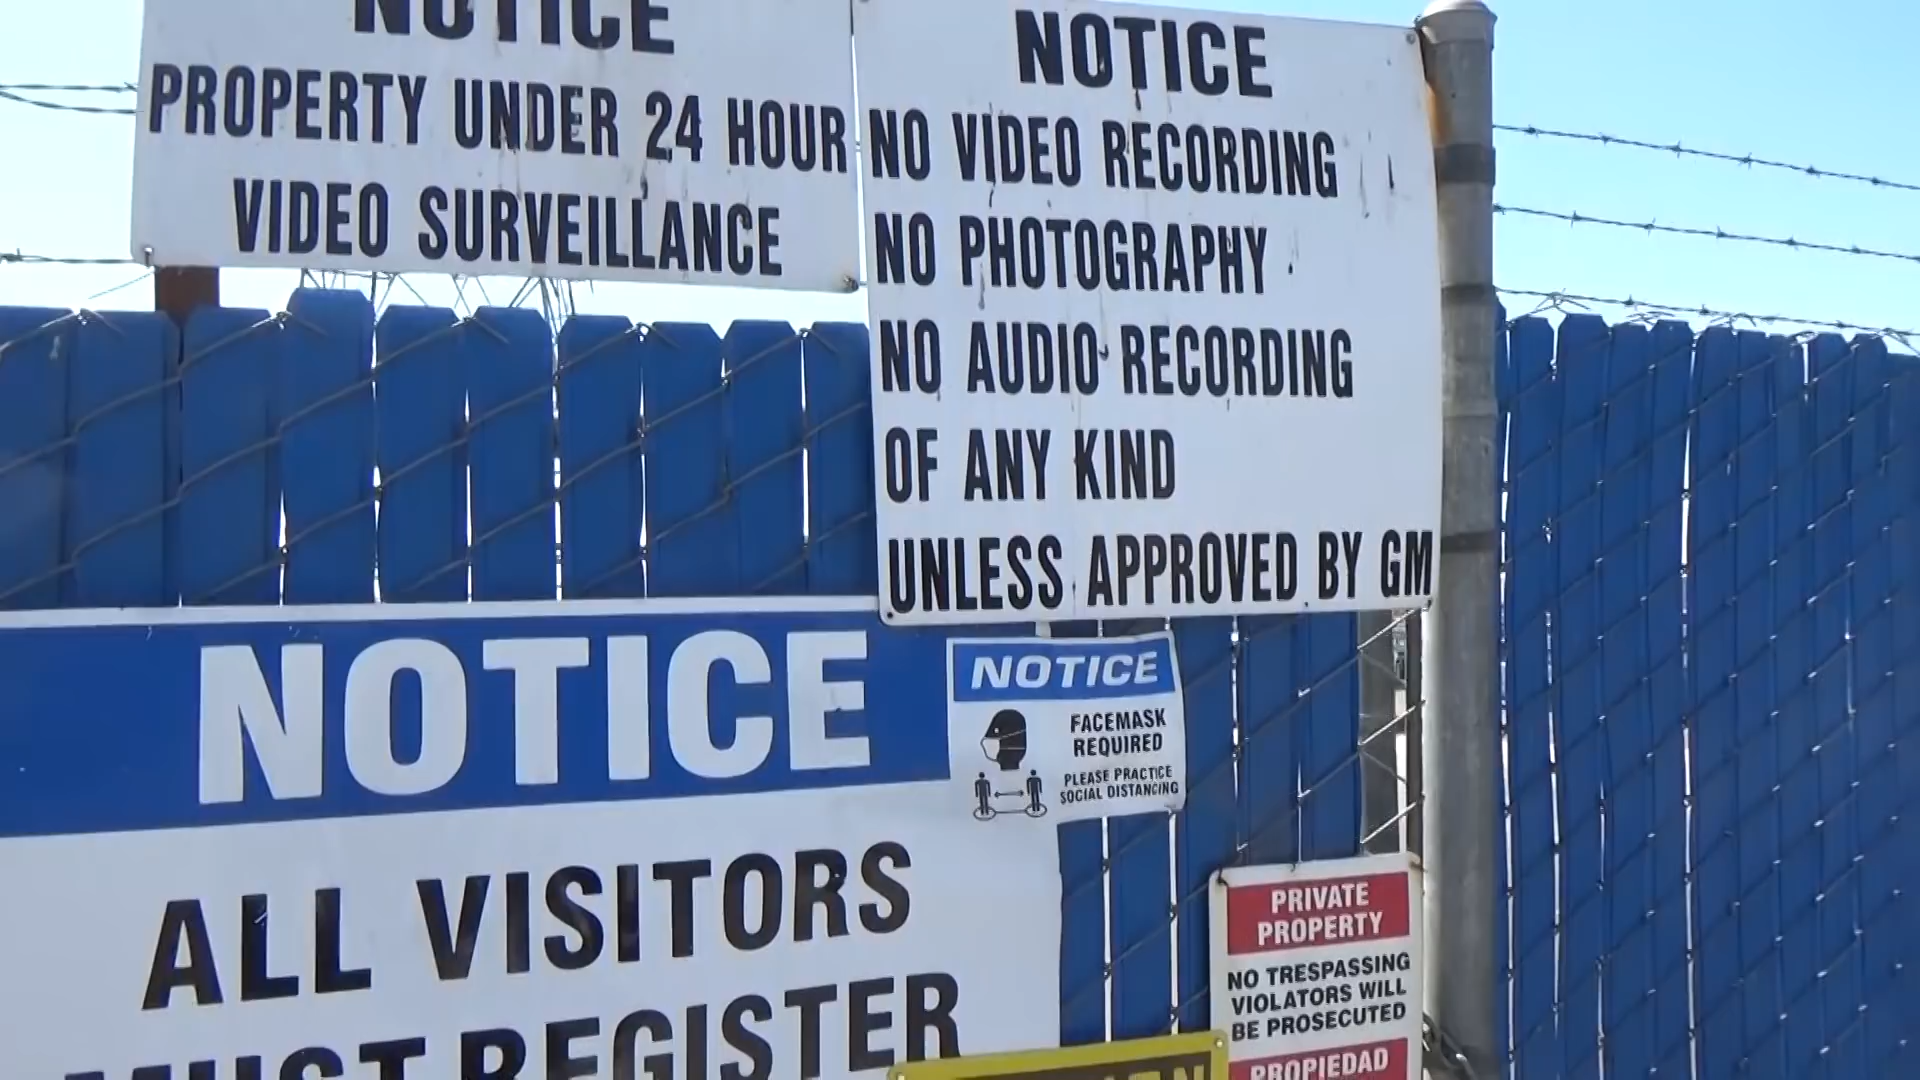 NOTICE
PROPERTY UNDER 24 HOUR
VIDEO SURVEILLANCE
NOTICE
NO VIDEO RECORDING
NO PHOTOGRAPHY
NO AUDIO RECORDING
OF ANY KIND
UNLESS APPROVED BY GM
NOTICE
ALL VISITORS
MUST REGISTER
NOTICE
FACEMASK
REQUIRED
PLEASE PRACTICE
SOCIAL DISTANCING
PRIVATE
PROPERTY
NO TRESPASSING
VIOLATORS WILL
BE PROSECUTED
PROPIEDAD